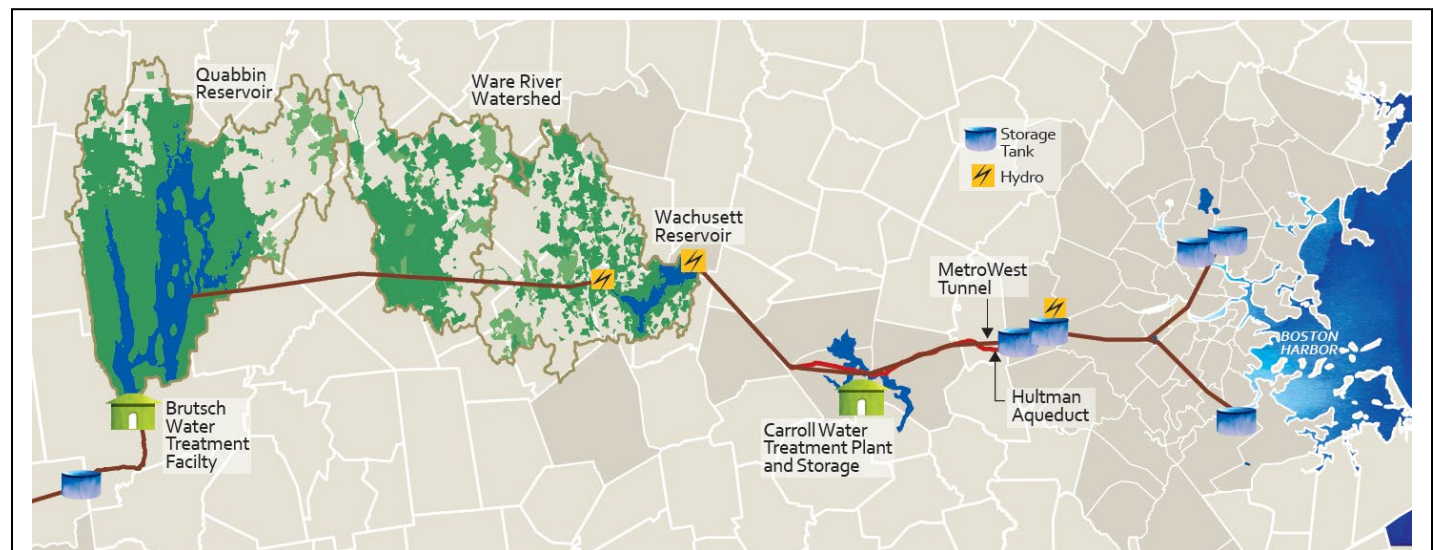 Quabbin
Reservoir
Ware River
Watershed
Storage
Tank
Hydro
Wachusett
Reservoir
MetroWest
Tunnel
BOSTON
HARBOR
Hultman
Aqueduct
Brutsch
Water
Treatment
Facilty
Carroll Water
Treatment Plant
and Storage